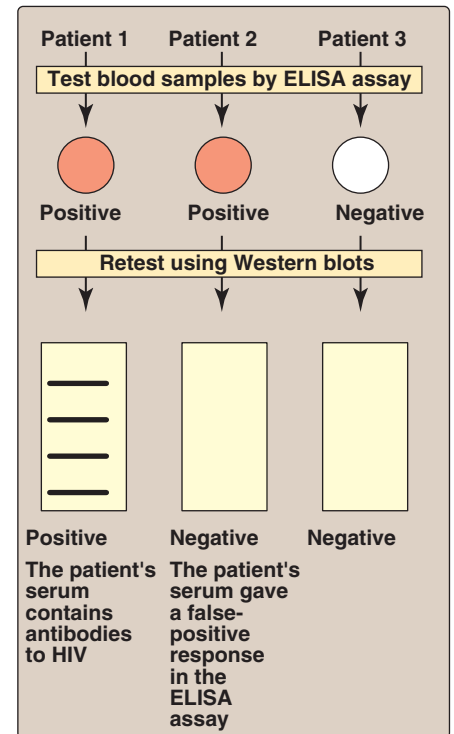 Patient 1 Patient 2 Patient 3
Test blood samples by ELISA assay
Positive Positive Negative
Retest using Western blots
Positive Negative Negative
The patient's
serum
contains
antibodies
to HIV
The patient's
serum gave
a false-
positive
response
in the
ELISA
assay